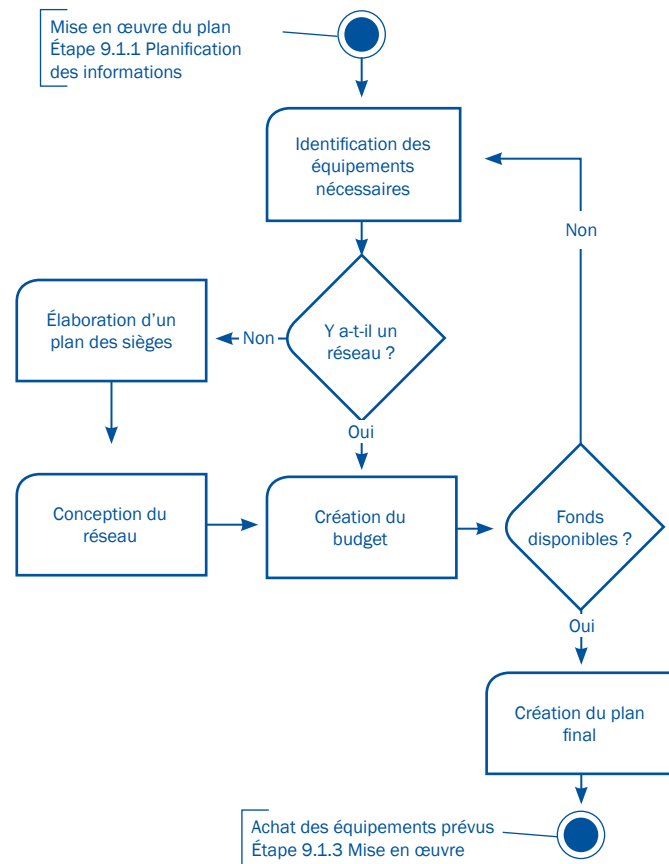 Mise en œuvre du plan
Étape 9.1.1 Planification
des informations
Identification des
équipements
nécessaires
Non
Y a-t-il un
réseau ?
Non
Élaboration d'un
plan des sièges
Oui
Conception du
réseau
Création du
budget
Fonds
disponibles ?
Oui
Création du plan
final
Achat des équipements prévus
Étape 9.1.3 Mise en œuvre